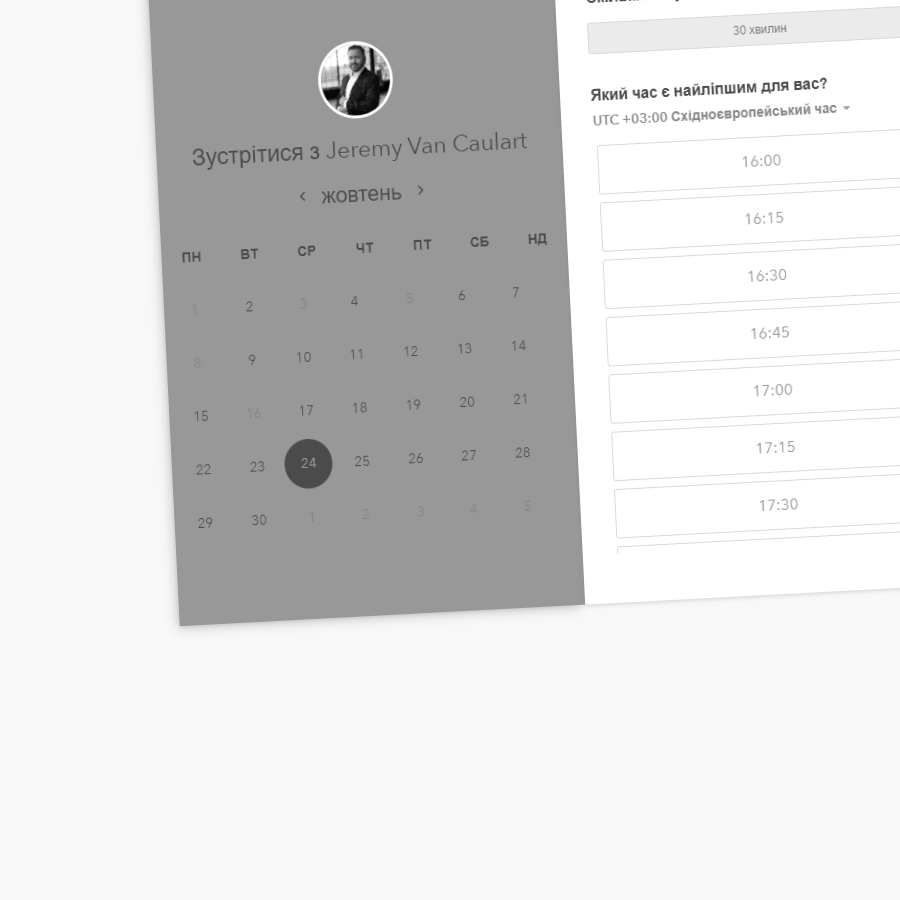 Зустрітися з Jeremy Van Caulart
‹ жовтень ›
ПН ВТ СР ЧТ ПТ СБ НД
1 2 3 4 5 6 7
8 9 10 11 12 13 14
15 16 17 18 19 20 21
22 23 24 25 26 27 28
29 30 1 2 3 4 5
30 хвилин
Який час є найліпшим для вас?
UTC +03:00 Східноєвропейський час
16:00
16:15
16:30
16:45
17:00
17:15
17:30